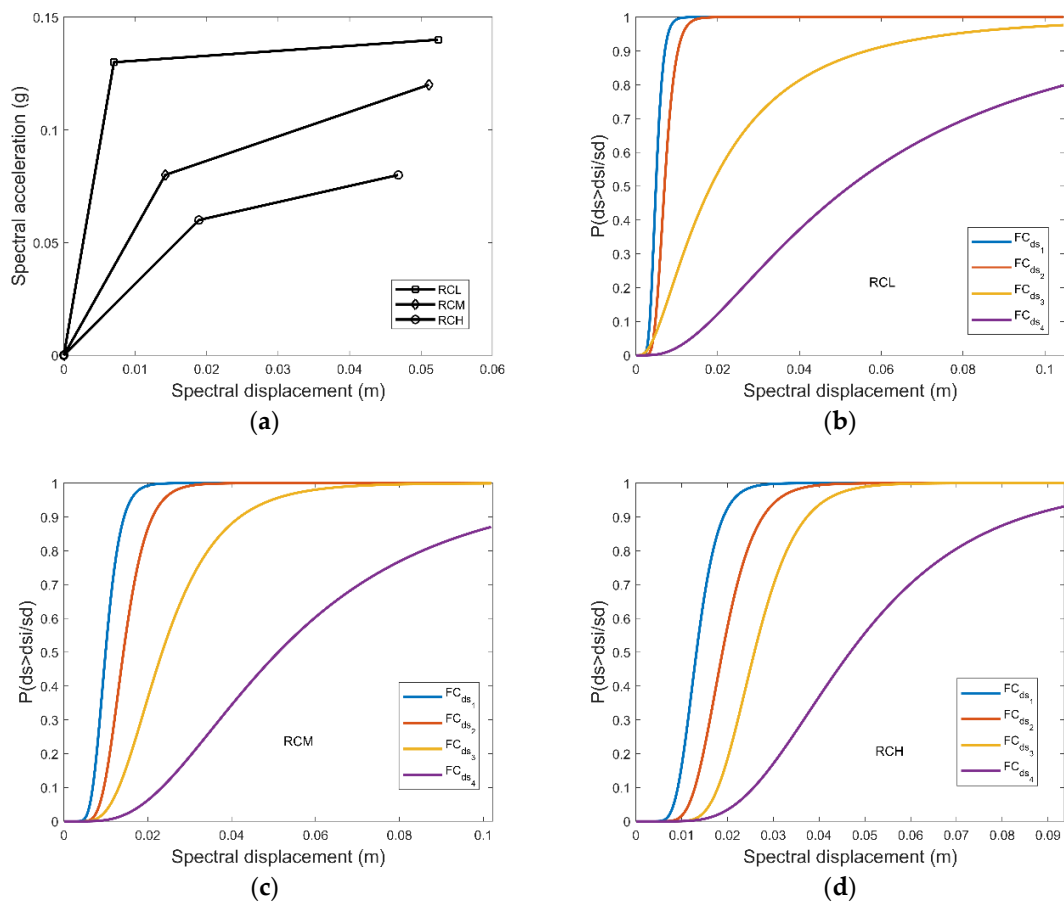 0.15
0.1
0.05
0
Spectral acceleration (g)
RCL
RCM
RCH
0 0.01 0.02 0.03 0.04 0.05 0.06
Spectral displacement (m)
(a)
1
0.9
0.8
0.7
0.6
0.5
0.4
0.3
0.2
0.1
0
P(ds>dsi/sd)
FCds1
FCds2
FCds3
FCds4
RCL
0 0.02 0.04 0.06 0.08 0.1
Spectral displacement (m)
(b)
1
0.9
0.8
0.7
0.6
0.5
0.4
0.3
0.2
0.1
0
P(ds>dsi/sd)
FCds1
FCds2
FCds3
FCds4
RCM
0 0.02 0.04 0.06 0.08 0.1
Spectral displacement (m)
(c)
1
0.9
0.8
0.7
0.6
0.5
0.4
0.3
0.2
0.1
0
P(ds>dsi/sd)
FCds1
FCds2
FCds3
FCds4
RCH
0 0.01 0.02 0.03 0.04 0.05 0.06 0.07 0.08 0.09
Spectral displacement (m)
(d)